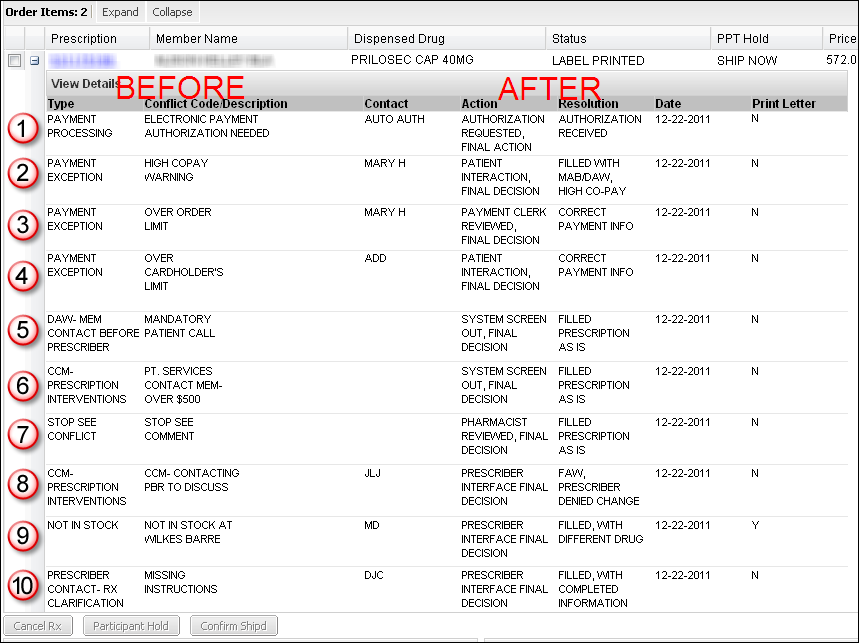 Order Items: 2 Expand Collapse
Prescription Member Name Dispensed Drug Status PPT Hold Price
PRILOSEC CAP 40MG LABEL PRINTED SHIP NOW 572.0
View Details BEFORE AFTER
Type Conflict Code/Description Contact Action Resolution Date Print Letter
1 PAYMENT ELECTRONIC PAYMENT AUTO AUTH AUTHORIZATION AUTHORIZATION 12-22-2011 N
PROCESSING AUTHORIZATION NEEDED REQUESTED, RECEIVED
FINAL ACTION
2 PAYMENT HIGH COPAY MARY H PATIENT FILLED WITH 12-22-2011 N
EXCEPTION WARNING INTERACTION, MAB/DAW,
FINAL DECISION HIGH CO-PAY
3 PAYMENT OVER ORDER MARY H PAYMENT CLERK CORRECT 12-22-2011 N
EXCEPTION LIMIT REVIEWED, PAYMENT INFO
FINAL DECISION
4 PAYMENT OVER ADD PATIENT CORRECT 12-22-2011 N
EXCEPTION CARDHOLDER'S INTERACTION, PAYMENT INFO
LIMIT FINAL DECISION
5 DAW- MEM MANDATORY SYSTEM SCREEN FILLED 12-22-2011 N
CONTACT BEFORE PATIENT CALL OUT, FINAL PRESCRIPTION
PRESCRIBER DECISION AS IS
6 CCM- PT. SERVICES SYSTEM SCREEN FILLED 12-22-2011 N
PRESCRIPTION CONTACT MEM- OUT, FINAL PRESCRIPTION
INTERVENTIONS OVER $500 DECISION AS IS
7 STOP SEE STOP SEE PHARMACIST FILLED 12-22-2011 N
CONFLICT COMMENT REVIEWED, FINAL PRESCRIPTION
DECISION AS IS
8 CCM- CCM- CONTACTING JLJ PRESCRIBER FAW, 12-22-2011 N
PRESCRIPTION PBR TO DISCUSS INTERFACE FINAL PRESCRIBER
INTERVENTIONS DECISION DENIED CHANGE
9 NOT IN STOCK NOT IN STOCK AT MD PRESCRIBER FILLED, WITH 12-22-2011 Y
WILKES BARRE INTERFACE FINAL DIFFERENT DRUG
DECISION
10 PRESCRIBER MISSING DJC PRESCRIBER FILLED, WITH 12-22-2011 N
CONTACT- RX INSTRUCTIONS INTERFACE FINAL COMPLETED
CLARIFICATION DECISION INFORMATION
Cancel Rx Participant Hold Confirm Shipd